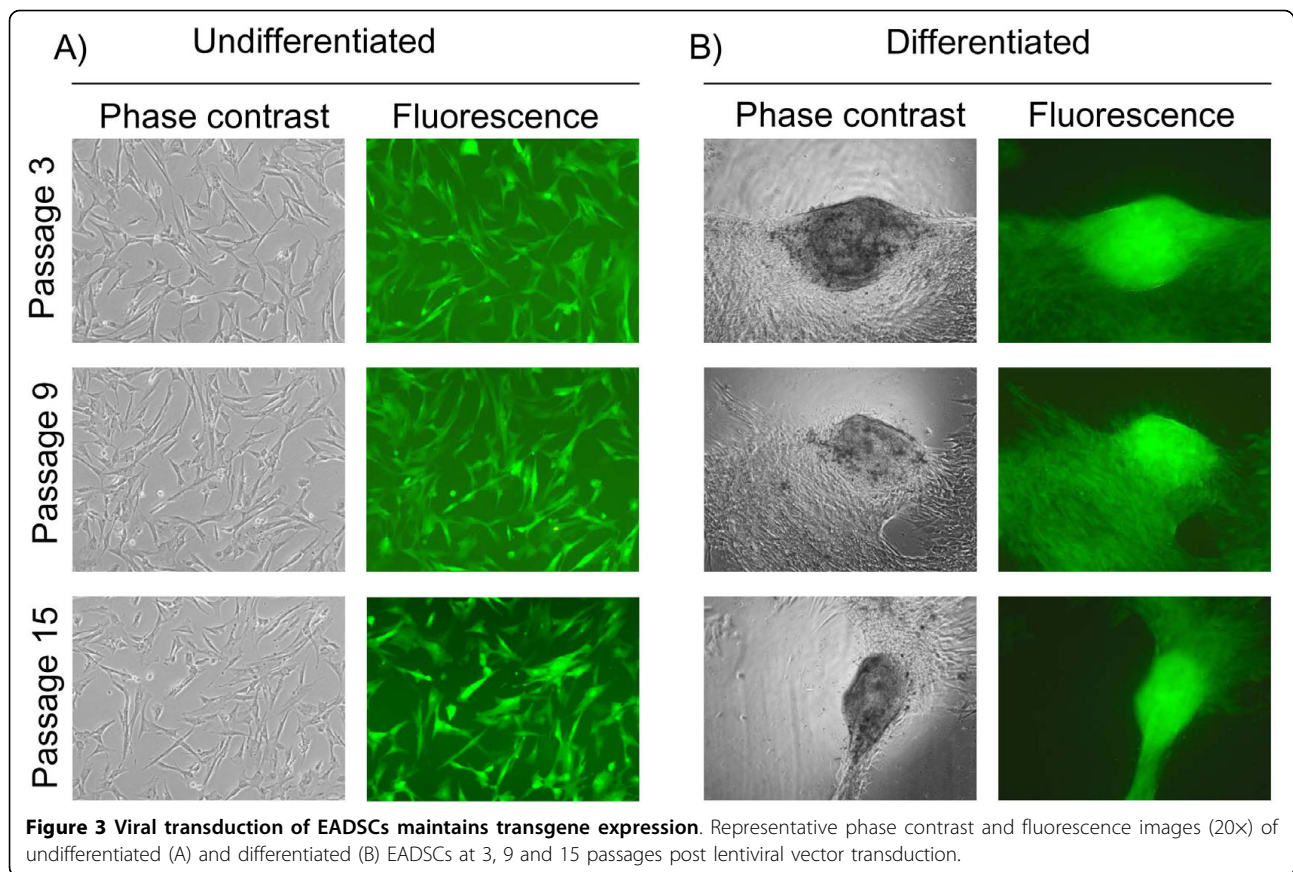 A) Undifferentiated
B) Differentiated
Phase contrast Fluorescence
Phase contrast Fluorescence
Passage 3
Passage 9
Passage 15
Figure 3 Viral transduction of EADSCs maintains transgene expression. Representative phase contrast and fluorescence images (20×) of
undifferentiated (A) and differentiated (B) EADSCs at 3, 9 and 15 passages post lentiviral vector transduction.